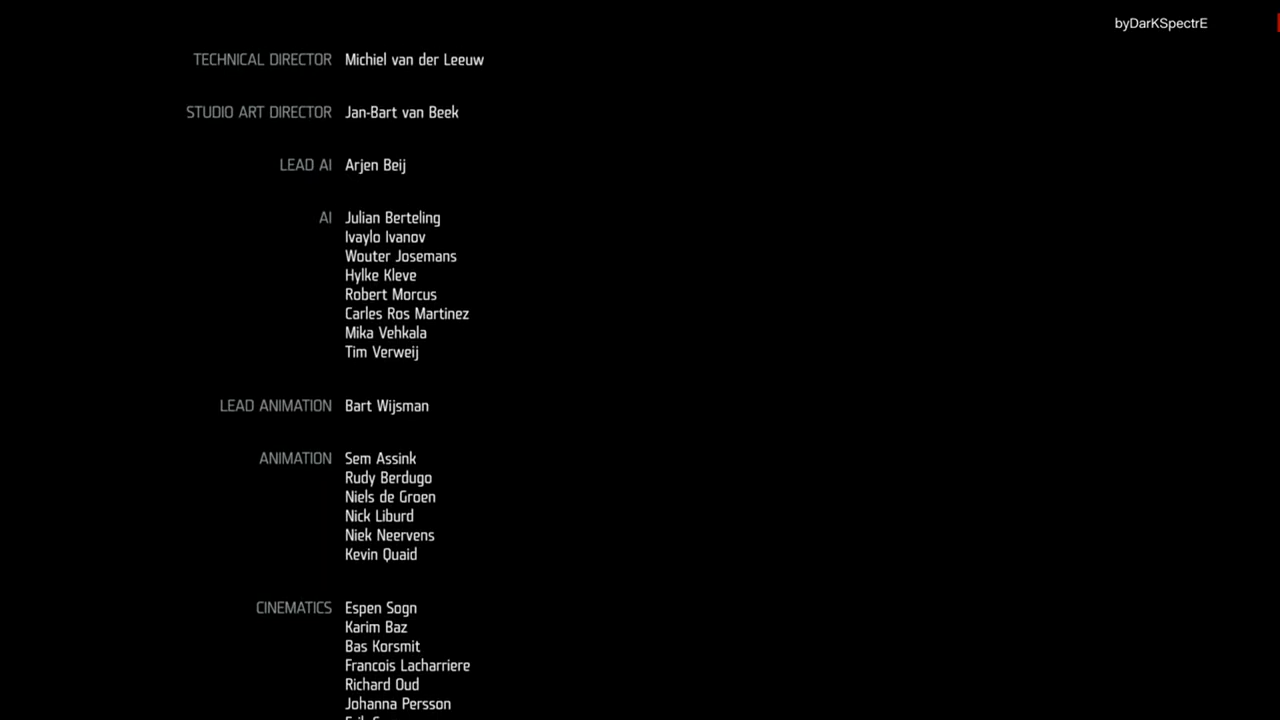 byDarKSpectrE
TECHNICAL DIRECTOR Michiel van der Leeuw
STUDIO ART DIRECTOR Jan-Bart van Beek
LEAD AI Arjen Beij
AI Julian Berteling
Ivaylo Ivanov
Wouter Josemans
Hylke Kleve
Robert Morcus
Carles Ros Martinez
Mika Vehkala
Tim Verweij
LEAD ANIMATION Bart Wijsman
ANIMATION Sem Assink
Rudy Berdugo
Niels de Groen
Nick Liburd
Niek Neervens
Kevin Quaid
CINEMATICS Espen Sogn
Karim Baz
Bas Korsmit
Francois Lacharriere
Richard Oud
Johanna Persson